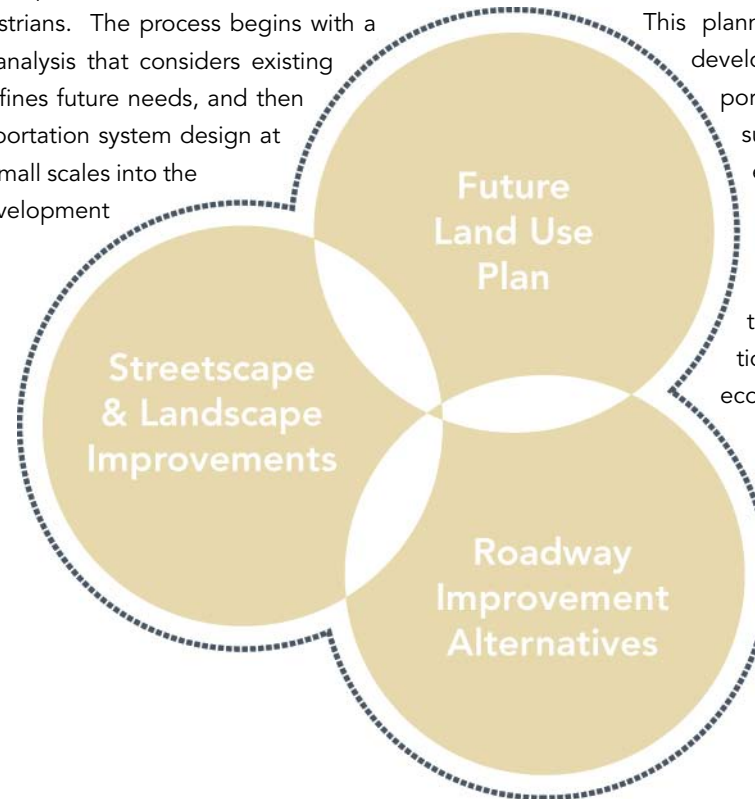 strians. The process begins with a
analysis that considers existing
fines future needs, and then
portation system design at
mall scales into the
velopment
This plann
develo
por
su
t
tic
eco
Future
Land Use
Plan
Streetscape
& Landscape
Improvements
Roadway
Improvement
Alternatives